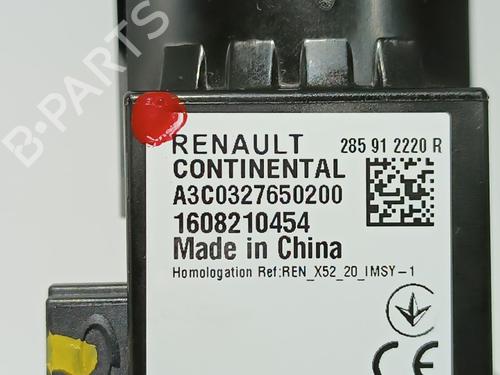 B-PARTS
RENAULT 285 91 2220 R
CONTINENTAL
A3C0327650200
1608210454
Made in China
Homologation Ref:REN_X52_20_IMSY-1
CE